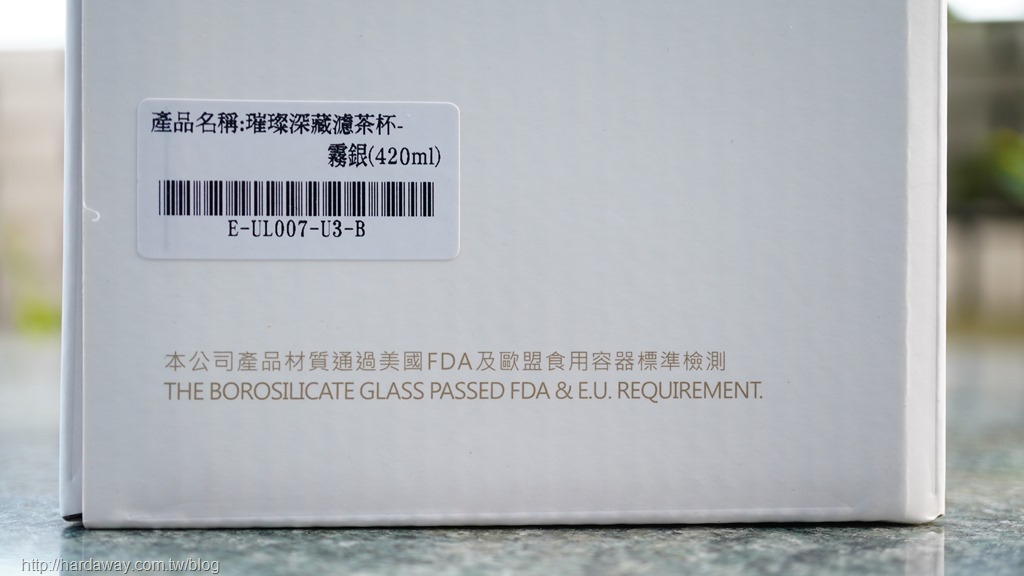 產品名稱:璀璨深藏濾茶杯-
霧銀(420ml)
E-UL007-U3-B
本公司產品材質通過美國FDA及歐盟食用容器標準檢測
THE BOROSILICATE GLASS PASSED FDA & E.U. REQUIREMENT.
http://hardaway.com.tw/blog